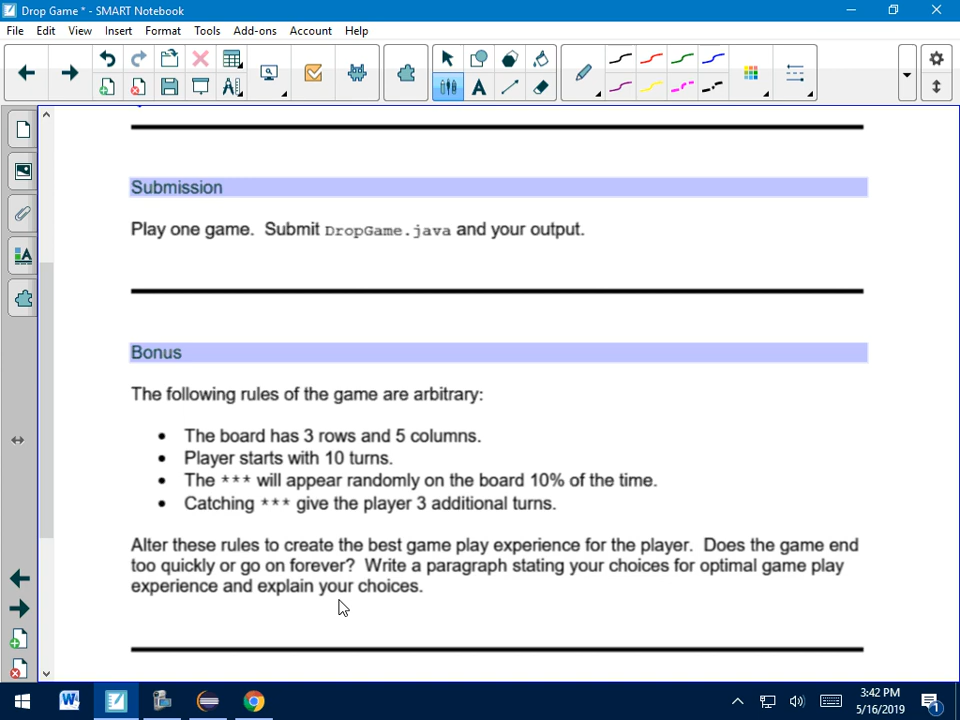 Drop Game * - SMART Notebook
File Edit View Insert Format Tools Add-ons Account Help
Submission
Play one game. Submit DropGame.java and your output.
Bonus
The following rules of the game are arbitrary:
• The board has 3 rows and 5 columns.
• Player starts with 10 turns.
• The *** will appear randomly on the board 10% of the time.
• Catching *** give the player 3 additional turns.
Alter these rules to create the best game play experience for the player. Does the game end
too quickly or go on forever? Write a paragraph stating your choices for optimal game play
experience and explain your choices.
3:42 PM
5/16/2019